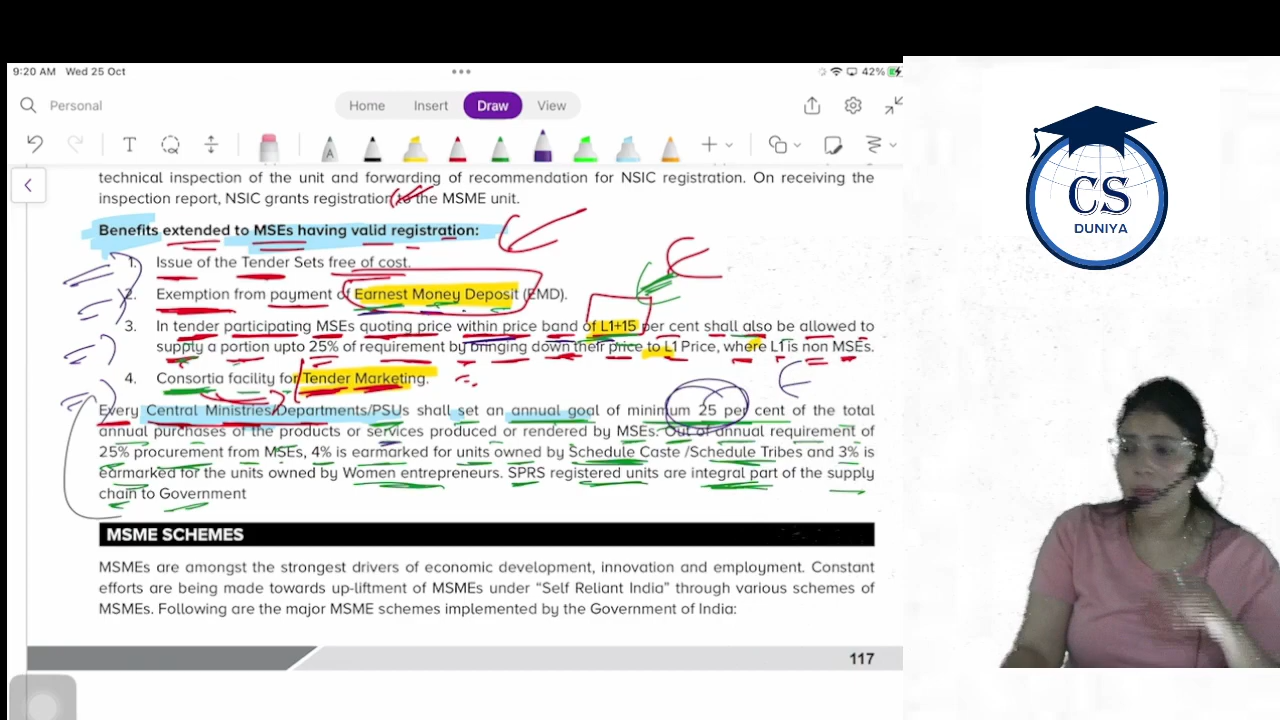 9:20 AM Wed 25 Oct
42%
Personal
Home Insert Draw View
technical inspection of the unit and forwarding of recommendation for NSIC registration. On receiving the
inspection report, NSIC grants registration to the MSME unit.
Benefits extended to MSEs having valid registration:
1. Issue of the Tender Sets free of cost.
2. Exemption from payment of Earnest Money Deposit (EMD).
3. In tender participating MSEs quoting price within price band of L1+15 per cent shall also be allowed to
supply a portion upto 25% of requirement by bringing down their price to L1 Price, where L1 is non MSEs.
4. Consortia facility for Tender Marketing.
Every Central Ministries/Departments/PSUs shall set an annual goal of minimum 25 per cent of the total
annual purchases of the products or services produced or rendered by MSEs. Out of annual requirement of
25% procurement from MSEs, 4% is earmarked for units owned by Schedule Caste /Schedule Tribes and 3% is
earmarked for the units owned by Women entrepreneurs. SPRS registered units are integral part of the supply
chain to Government
MSME SCHEMES
MSMEs are amongst the strongest drivers of economic development, innovation and employment. Constant
efforts are being made towards up-liftment of MSMEs under “Self Reliant India” through various schemes of
MSMEs. Following are the major MSME schemes implemented by the Government of India:
117
CS
DUNIYA